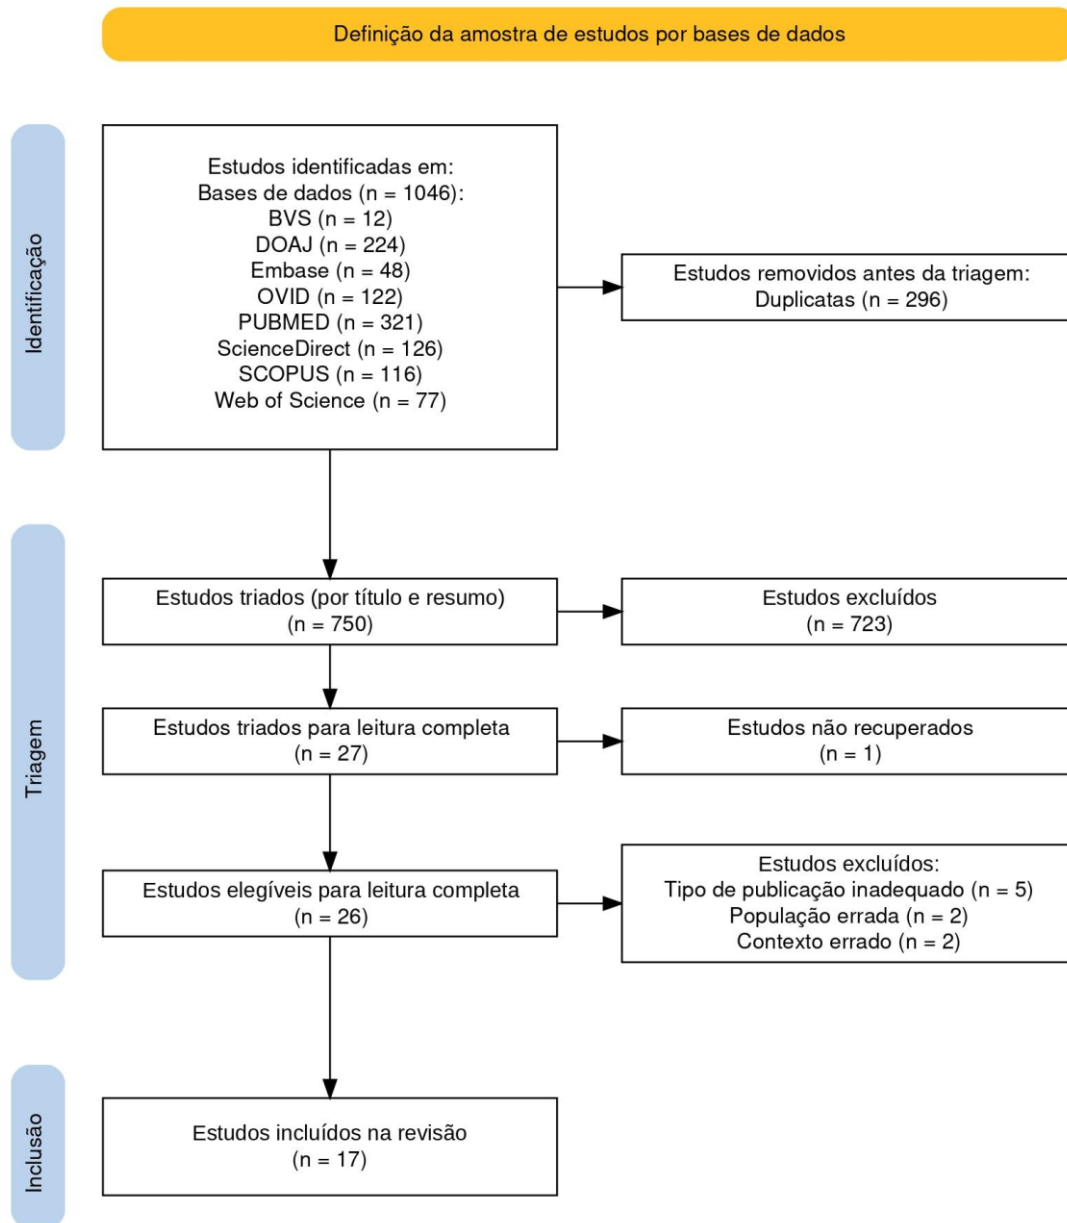 Definição da amostra de estudos por bases de dados
Identificação
Estudos identificadas em:
Bases de dados (n = 1046):
BVS (n = 12)
DOAJ (n = 224)
Embase (n = 48)
OVID (n = 122)
PUBMED (n = 321)
ScienceDirect (n = 126)
SCOPUS (n = 116)
Web of Science (n = 77)
Estudos removidos antes da triagem:
Duplicatas (n = 296)
Triagem
Estudos triados (por título e resumo)
(n = 750)
Estudos excluídos
(n = 723)
Estudos triados para leitura completa
(n = 27)
Estudos não recuperados
(n = 1)
Estudos elegíveis para leitura completa
(n = 26)
Estudos excluídos:
Tipo de publicação inadequado (n = 5)
População errada (n = 2)
Contexto errado (n = 2)
Inclusão
Estudos incluídos na revisão
(n = 17)